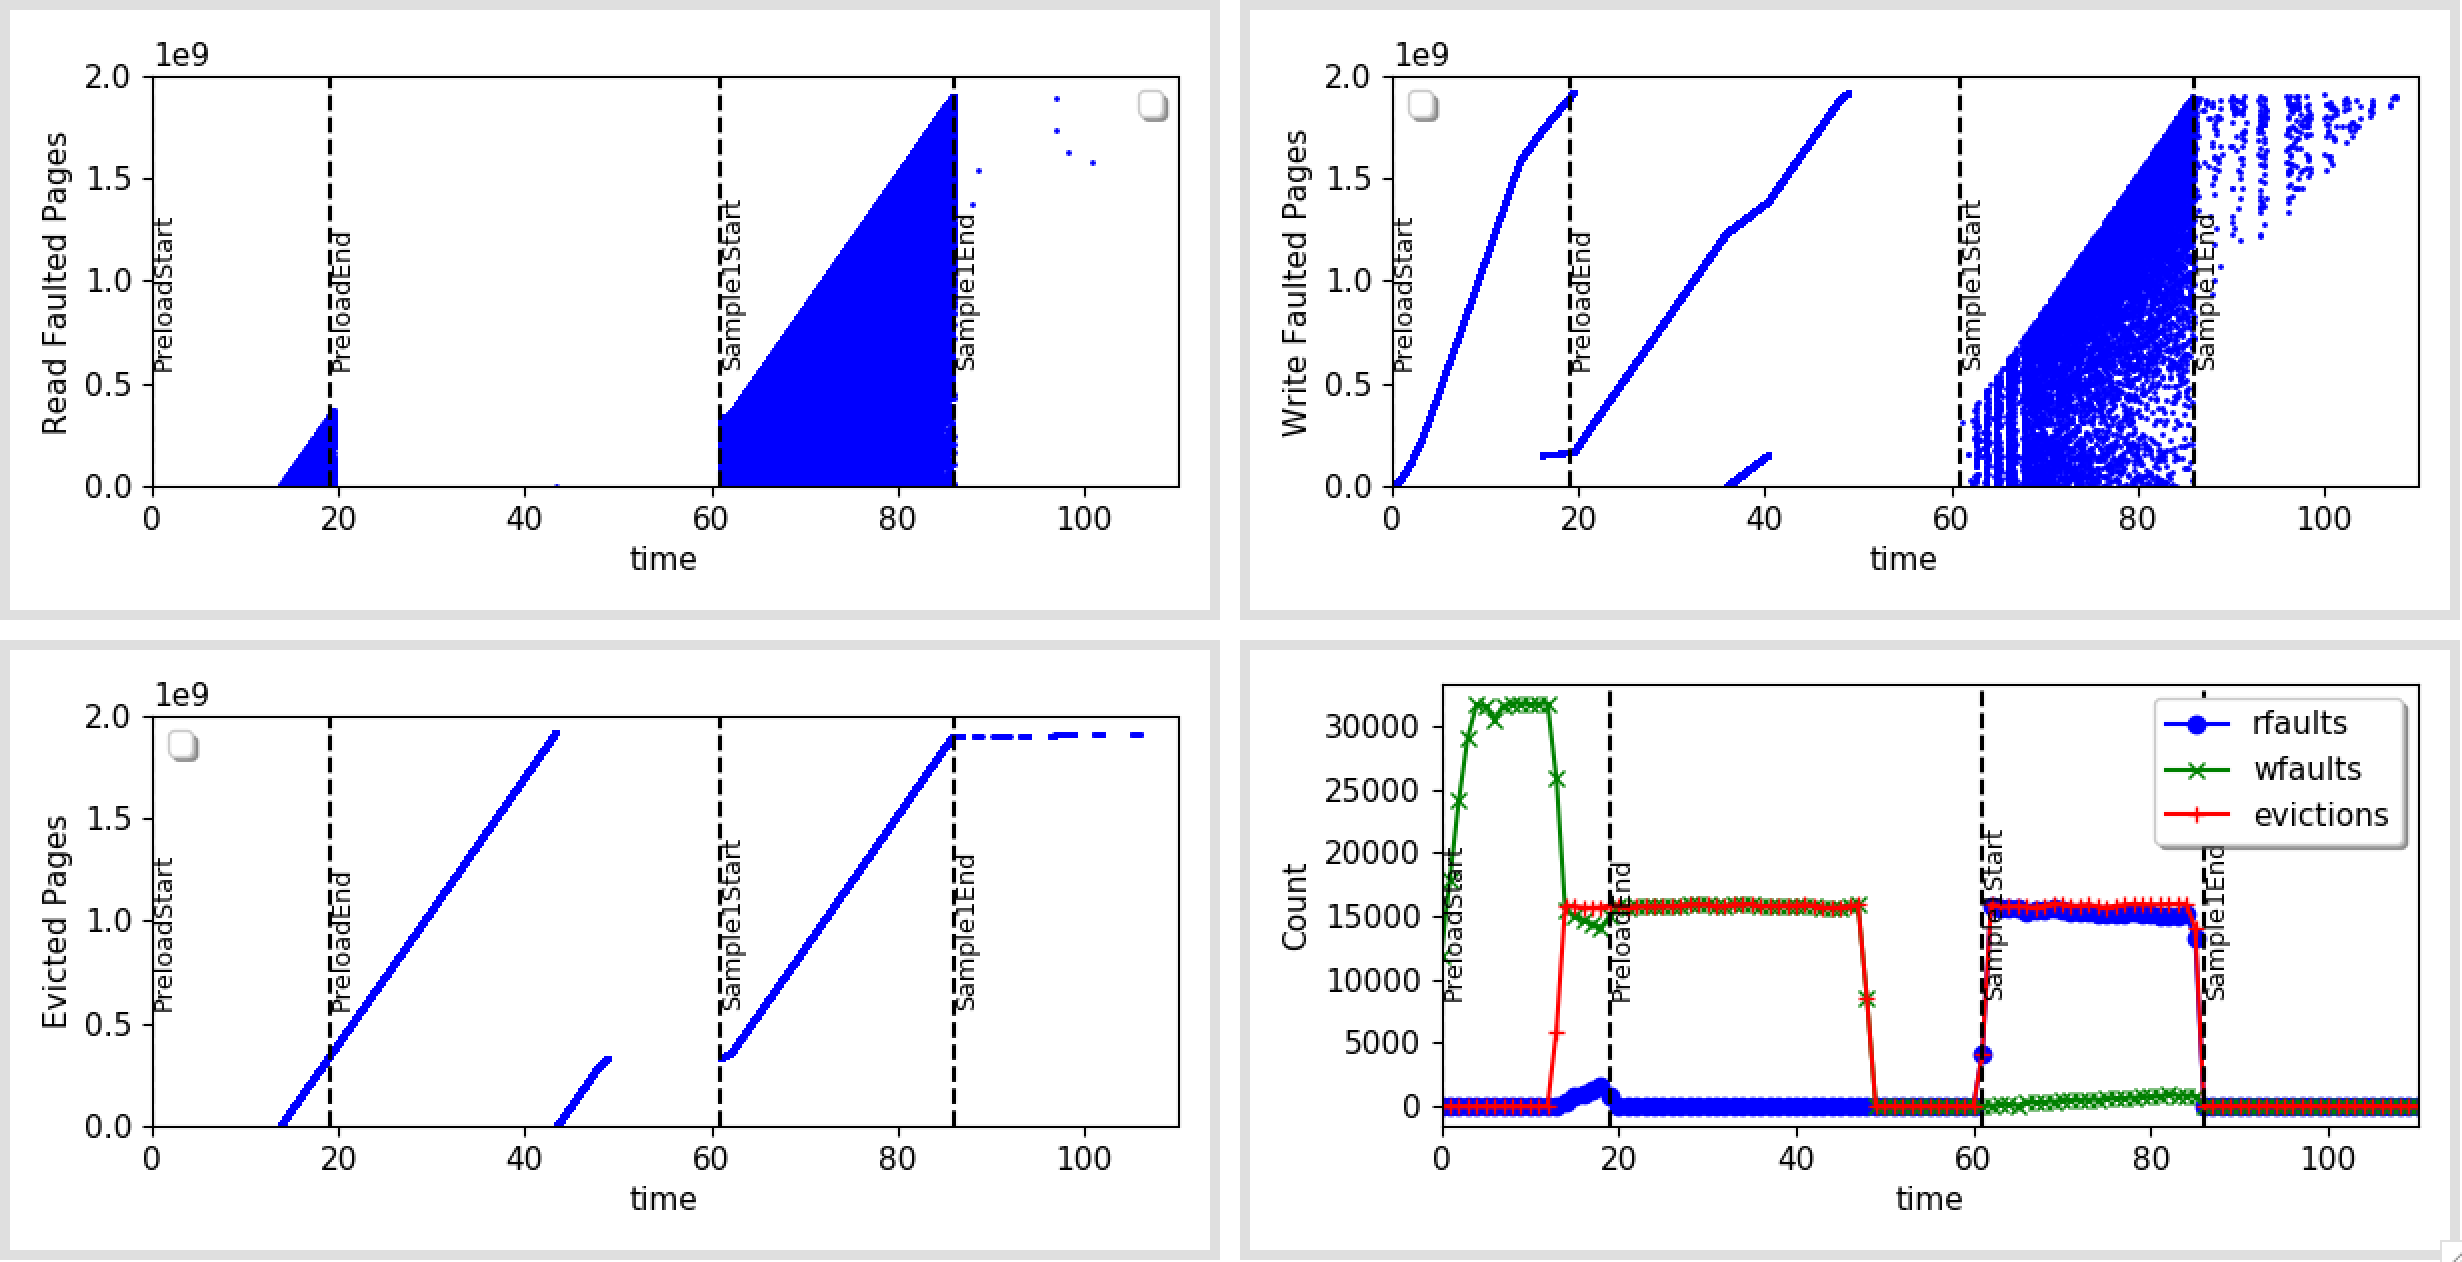 1e9
2.0
1.5
1.0
0.5
0.0
Read Faulted Pages
PreloadStart
PreloadEnd
Sample1Start
Sample1End
0 20 40 60 80 100
time
1e9
2.0
1.5
1.0
0.5
0.0
Write Faulted Pages
PreloadStart
PreloadEnd
Sample1Start
Sample1End
0 20 40 60 80 100
time
1e9
2.0
1.5
1.0
0.5
0.0
Evicted Pages
PreloadStart
PreloadEnd
Sample1Start
Sample1End
0 20 40 60 80 100
time
30000
25000
20000
15000
10000
5000
0
Count
rfaults
wfaults
evictions
PreloadStart
PreloadEnd
Sample1Start
Sample1End
0 20 40 60 80 100
time